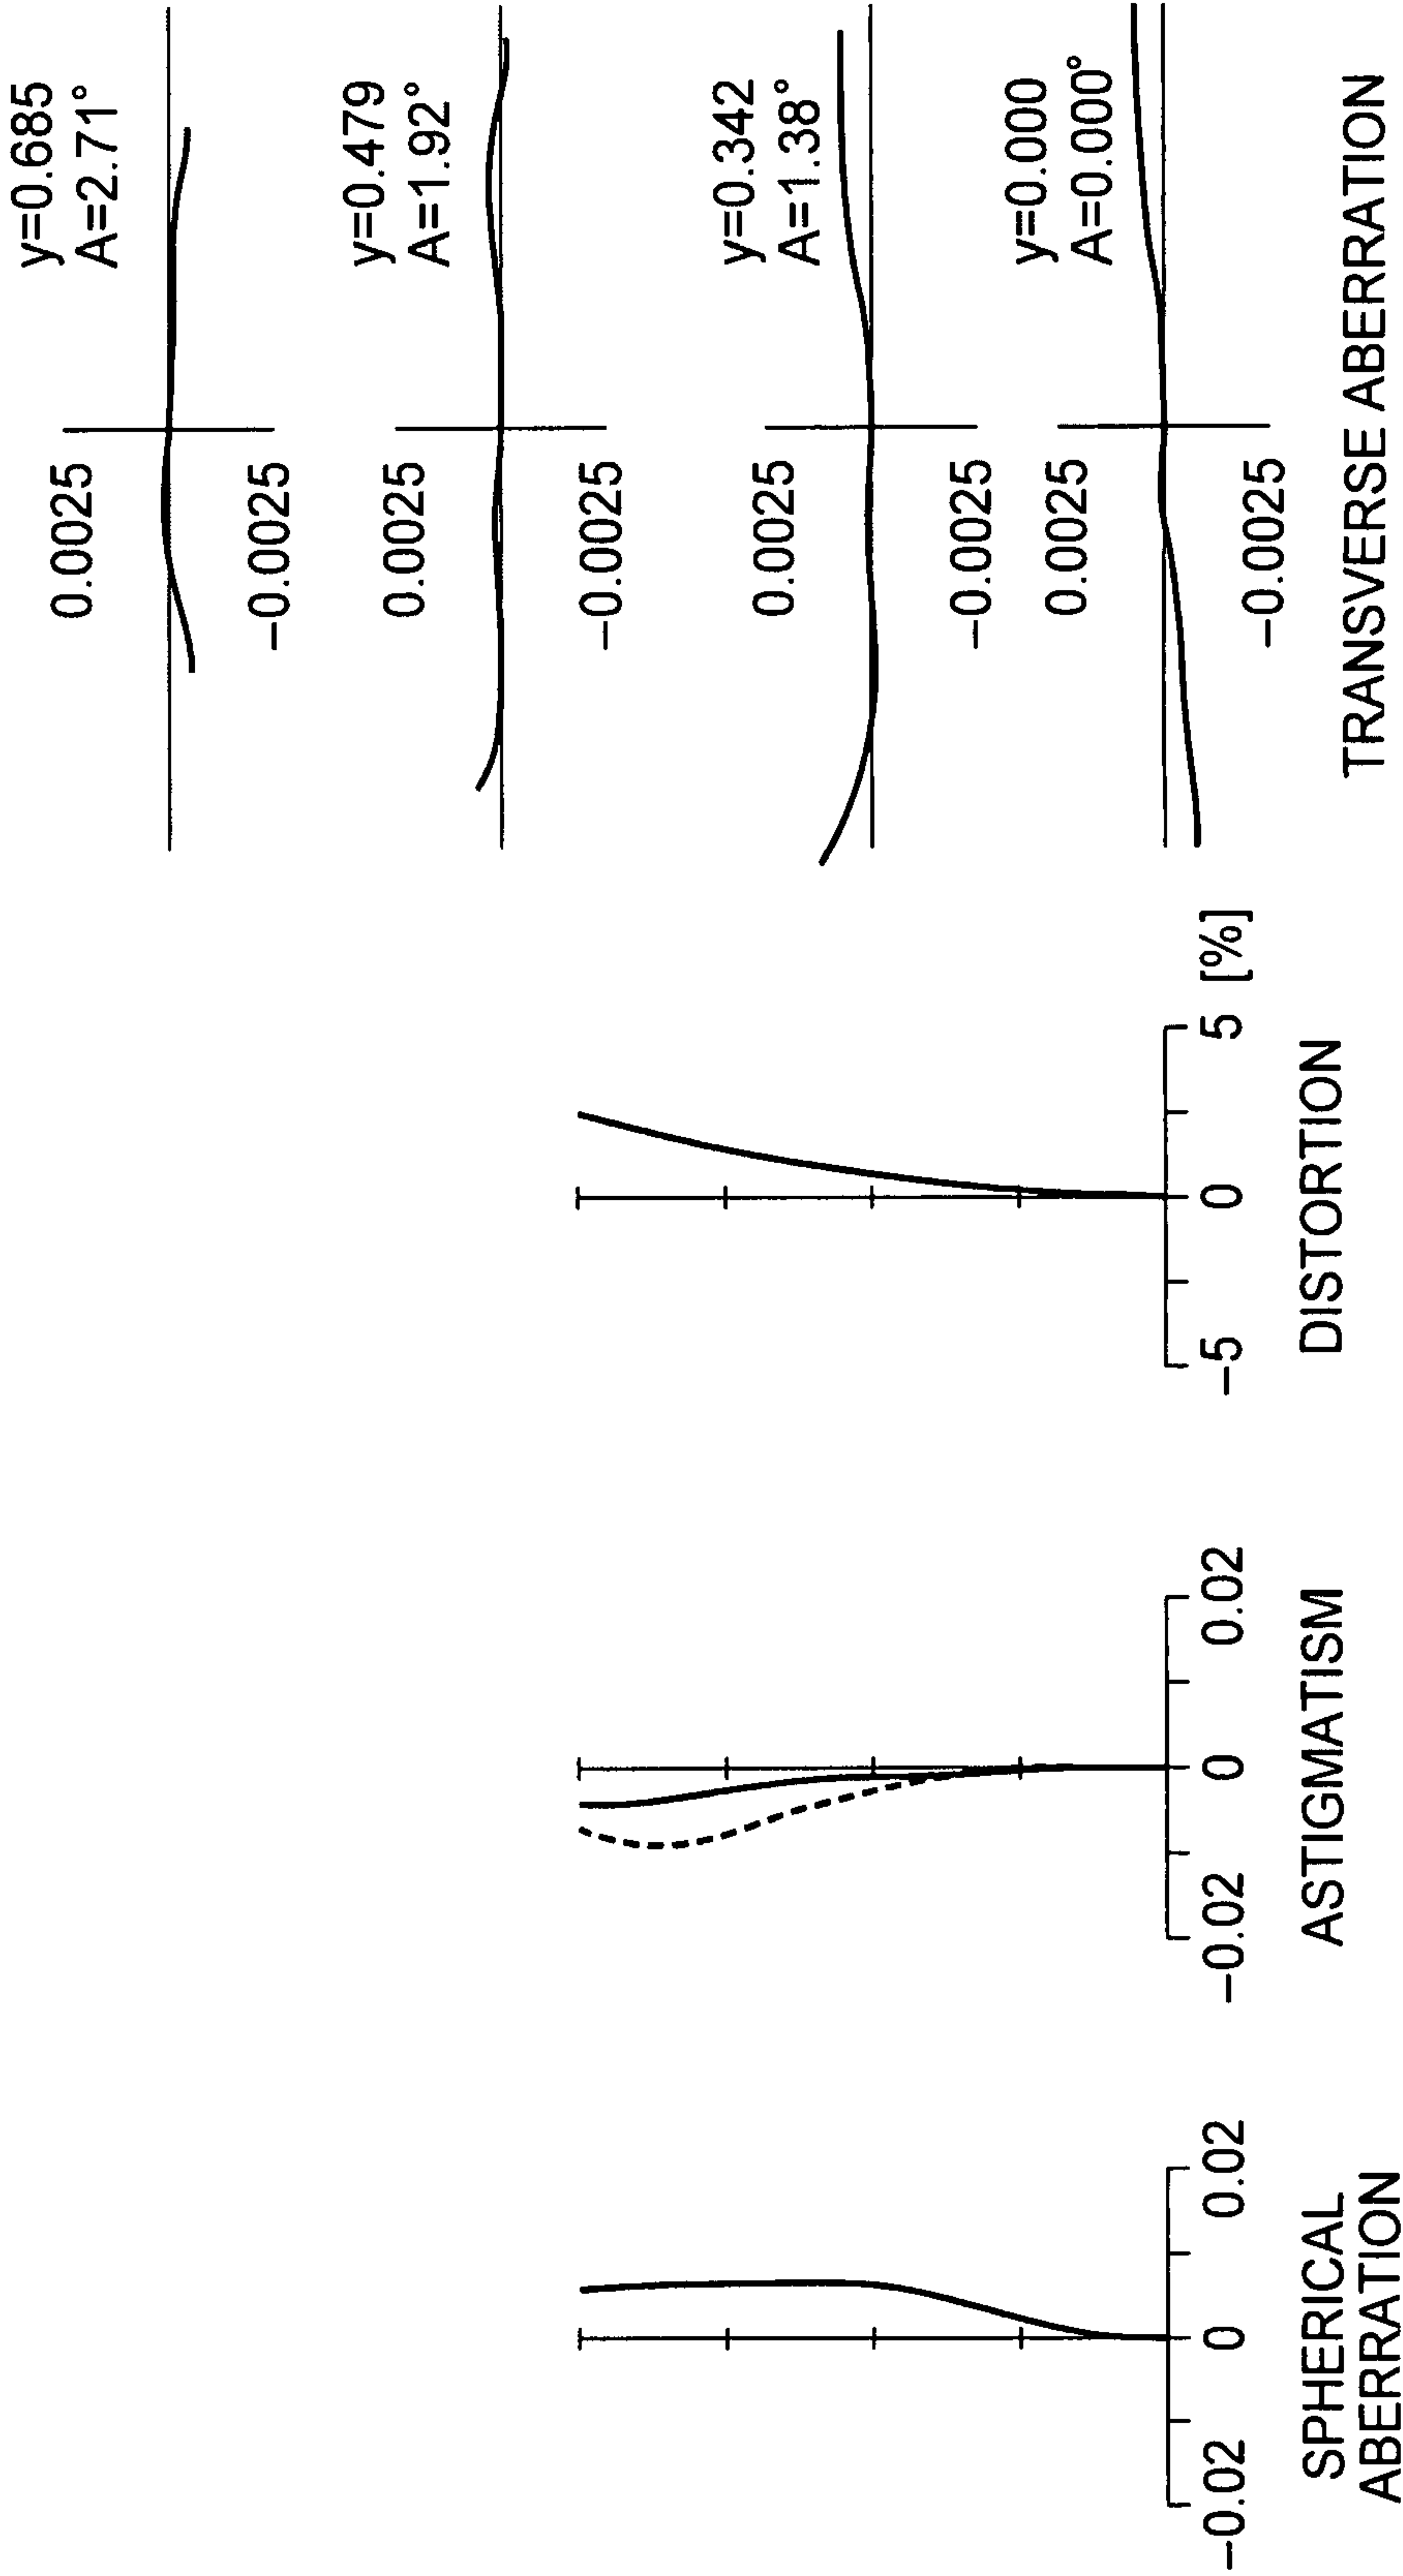 −0.02 0 0.02
SPHERICAL
ABERRATION
−0.02 0 0.02
ASTIGMATISM
−5 0 5 [%]
DISTORTION
y=0.685
A=2.71°
0.0025
−0.0025
y=0.479
A=1.92°
0.0025
−0.0025
y=0.342
A=1.38°
0.0025
−0.0025
y=0.000
A=0.000°
0.0025
−0.0025
TRANSVERSE ABERRATION